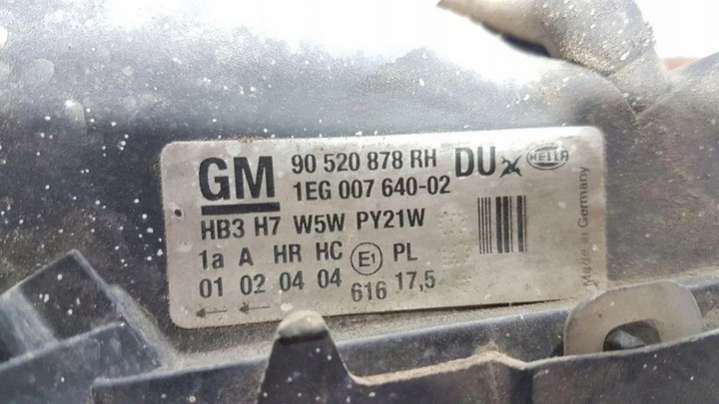 GM
90 520 878 RH DU HELLA
1EG 007 640-02
HB3 H7 W5W PY21W
1a A HR HC E1 PL
01 02 04 04 616 17,5
Made in Germany